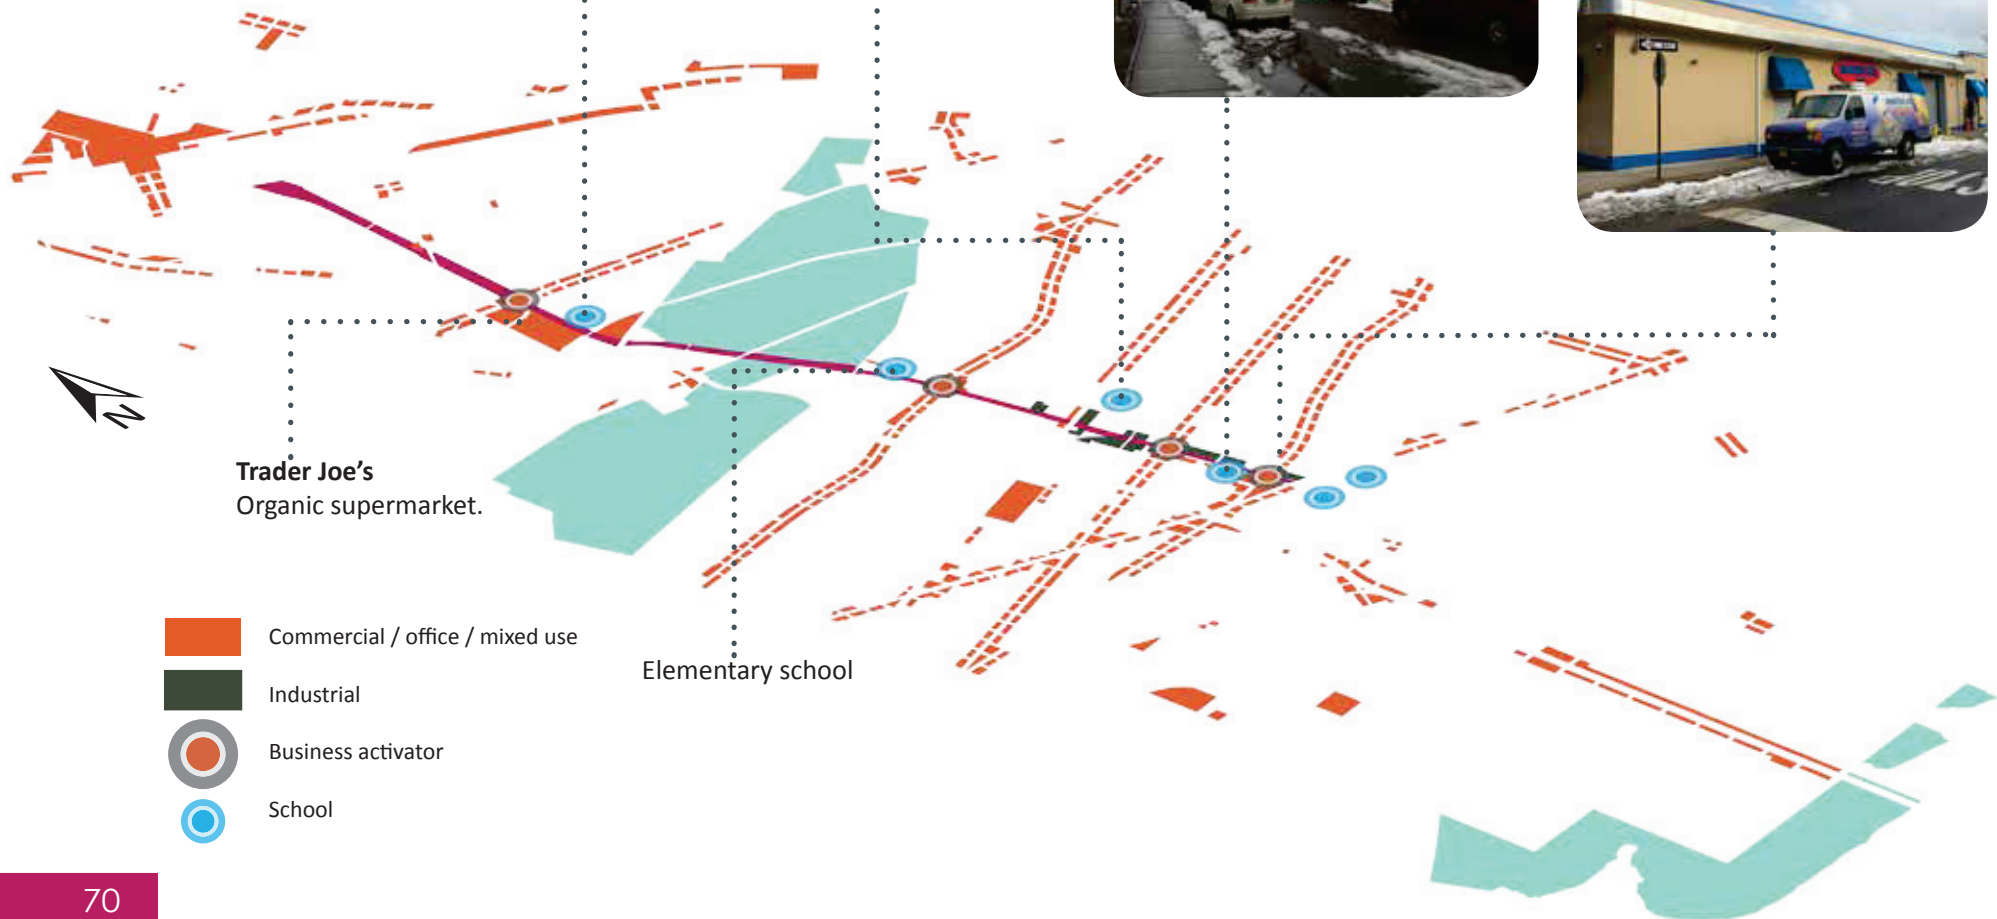 Trader Joe's
Organic supermarket.
N
Commercial / office / mixed use
Industrial
Business activator
School
Elementary school
70